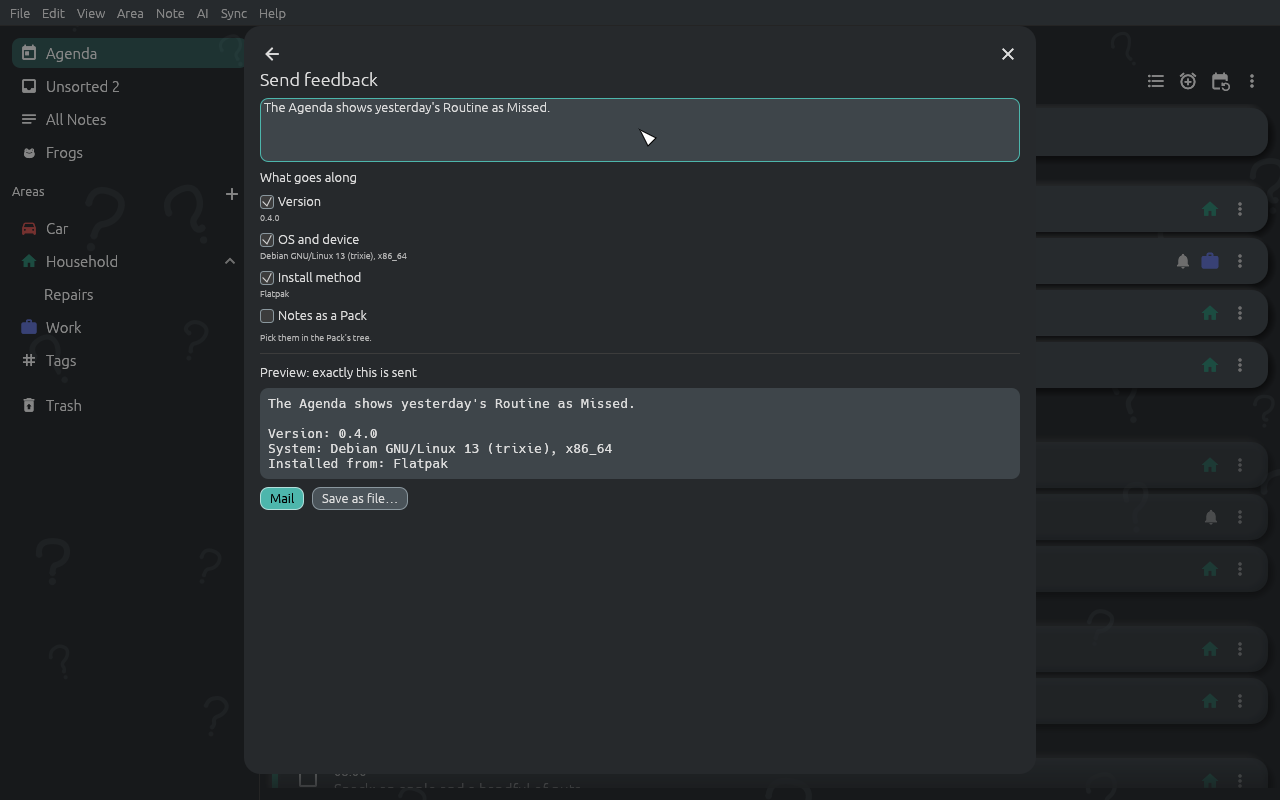 File Edit View Area Note AI Sync Help
Agenda
Unsorted 2
All Notes
Frogs
Areas
Car
Household
Repairs
Work
Tags
Trash
Send feedback
The Agenda shows yesterday's Routine as Missed.
What goes along
Version
0.4.0
OS and device
Debian GNU/Linux 13 (trixie), x86_64
Install method
Flatpak
Notes as a Pack
Pick them in the Pack's tree.
Preview: exactly this is sent
The Agenda shows yesterday's Routine as Missed.
Version: 0.4.0
System: Debian GNU/Linux 13 (trixie), x86_64
Installed from: Flatpak
Mail
Save as file…